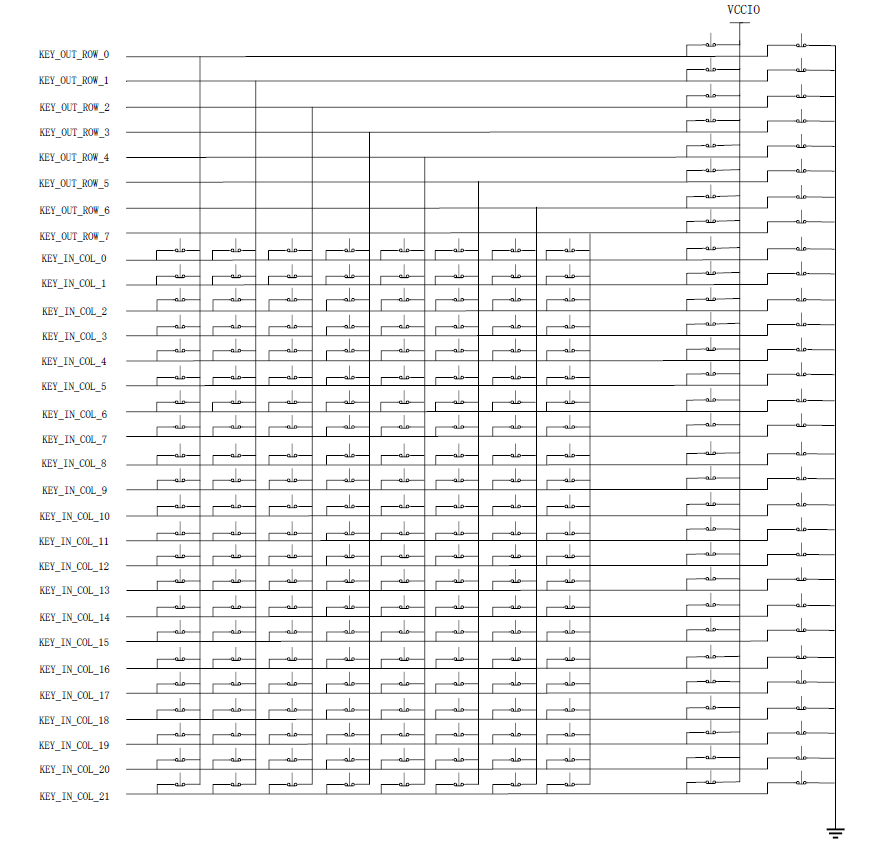 VCCIO
KEY_OUT_ROW_0
KEY_OUT_ROW_1
KEY_OUT_ROW_2
KEY_OUT_ROW_3
KEY_OUT_ROW_4
KEY_OUT_ROW_5
KEY_OUT_ROW_6
KEY_OUT_ROW_7
KEY_IN_COL_0
KEY_IN_COL_1
KEY_IN_COL_2
KEY_IN_COL_3
KEY_IN_COL_4
KEY_IN_COL_5
KEY_IN_COL_6
KEY_IN_COL_7
KEY_IN_COL_8
KEY_IN_COL_9
KEY_IN_COL_10
KEY_IN_COL_11
KEY_IN_COL_12
KEY_IN_COL_13
KEY_IN_COL_14
KEY_IN_COL_15
KEY_IN_COL_16
KEY_IN_COL_17
KEY_IN_COL_18
KEY_IN_COL_19
KEY_IN_COL_20
KEY_IN_COL_21